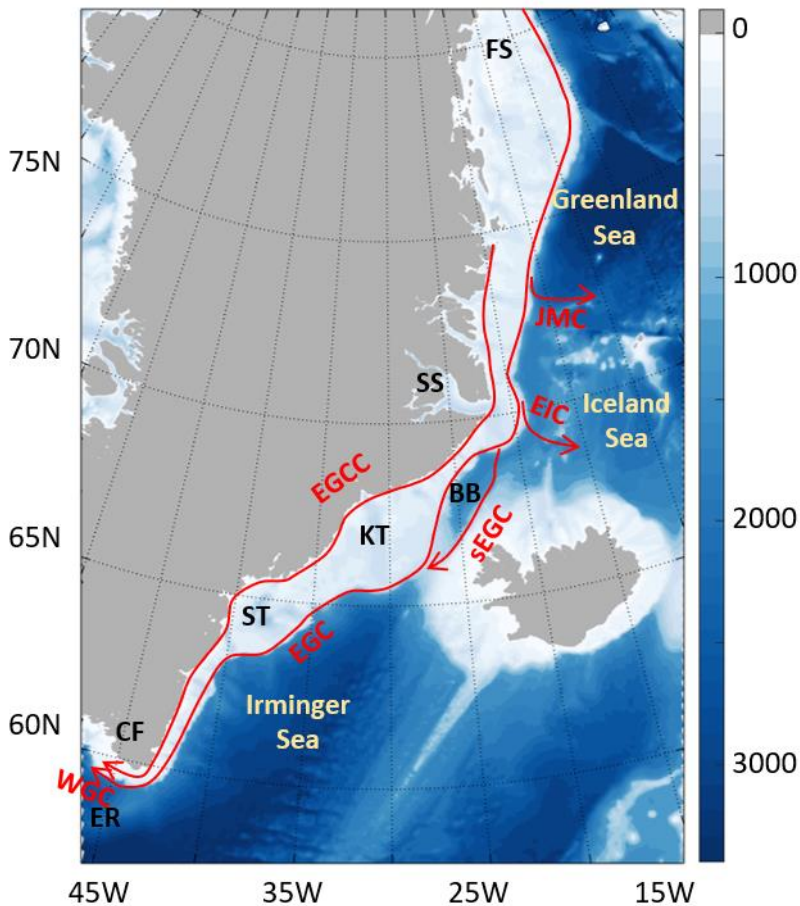 FS
0
75N
Greenland
Sea
1000
JMC
70N
SS
EIC
Iceland
Sea
EGCC
BB
2000
KT
sEGC
65N
ST
EGC
Irminger
Sea
60N
CF
3000
WGC
ER
45W
35W
25W
15W